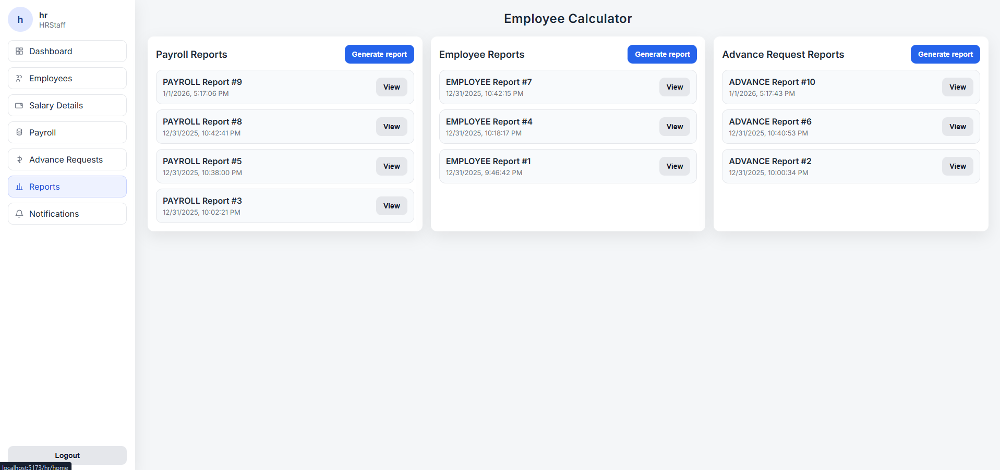 h
hr
HRStaff
Dashboard
Employees
Salary Details
Payroll
Advance Requests
Reports
Notifications
Logout
localhost:5173/hr/home
Employee Calculator
Payroll Reports
Generate report
PAYROLL Report #9
1/1/2026, 5:17:06 PM
View
PAYROLL Report #8
12/31/2025, 10:42:41 PM
View
PAYROLL Report #5
12/31/2025, 10:38:00 PM
View
PAYROLL Report #3
12/31/2025, 10:02:21 PM
View
Employee Reports
Generate report
EMPLOYEE Report #7
12/31/2025, 10:42:15 PM
View
EMPLOYEE Report #4
12/31/2025, 10:18:17 PM
View
EMPLOYEE Report #1
12/31/2025, 9:46:42 PM
View
Advance Request Reports
Generate report
ADVANCE Report #10
1/1/2026, 5:17:43 PM
View
ADVANCE Report #6
12/31/2025, 10:40:53 PM
View
ADVANCE Report #2
12/31/2025, 10:00:34 PM
View